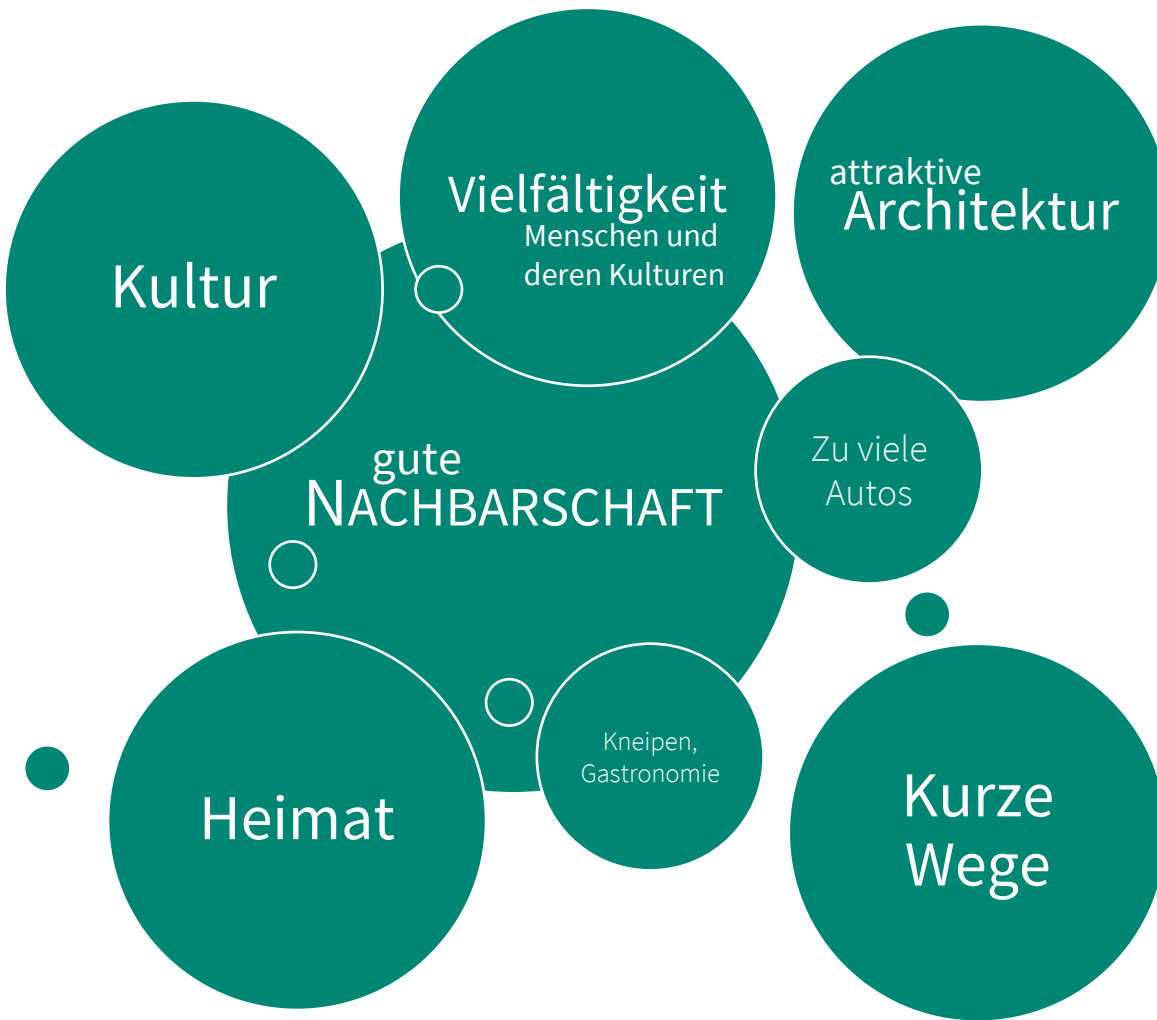 Vielfältigkeit
Menschen und
deren Kulturen
attraktive
Architektur
Kultur
gute
NACHBARSCHAFT
Zu viele
Autos
Kneipen,
Gastronomie
Heimat
Kurze
Wege